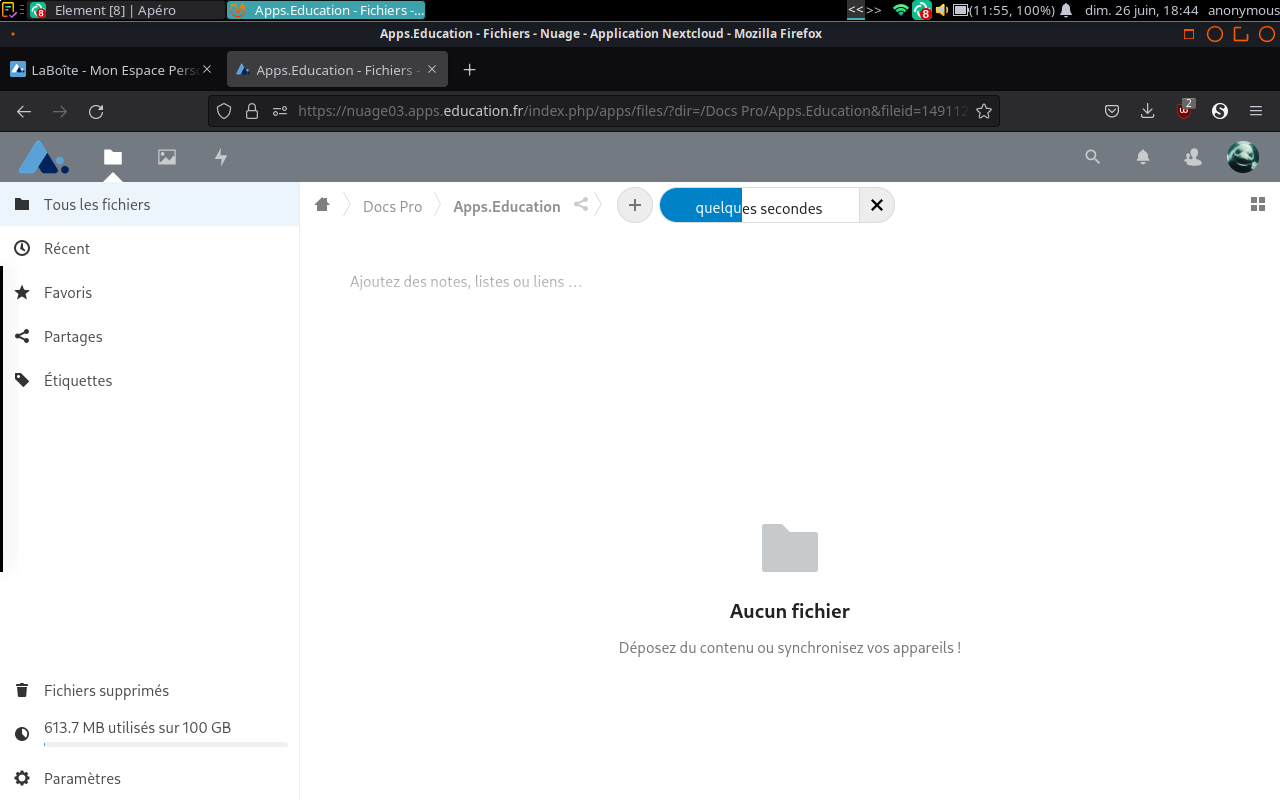 Element [8] | Apéro
Apps.Education - Fichiers -...
<< >>
8
(11:55, 100%)
dim. 26 juin, 18:44
anonymous
Apps.Education - Fichiers - Nuage - Application Nextcloud - Mozilla Firefox
LaBoîte - Mon Espace Perso
Apps.Education - Fichiers -
https://nuage03.apps.education.fr/index.php/apps/files/?dir=/Docs Pro/Apps.Education&fileid=149112
2
Tous les fichiers
Docs Pro
Apps.Education
quelques secondes
Récent
Ajoutez des notes, listes ou liens …
Favoris
Partages
Étiquettes
Aucun fichier
Déposez du contenu ou synchronisez vos appareils !
Fichiers supprimés
613.7 MB utilisés sur 100 GB
Paramètres